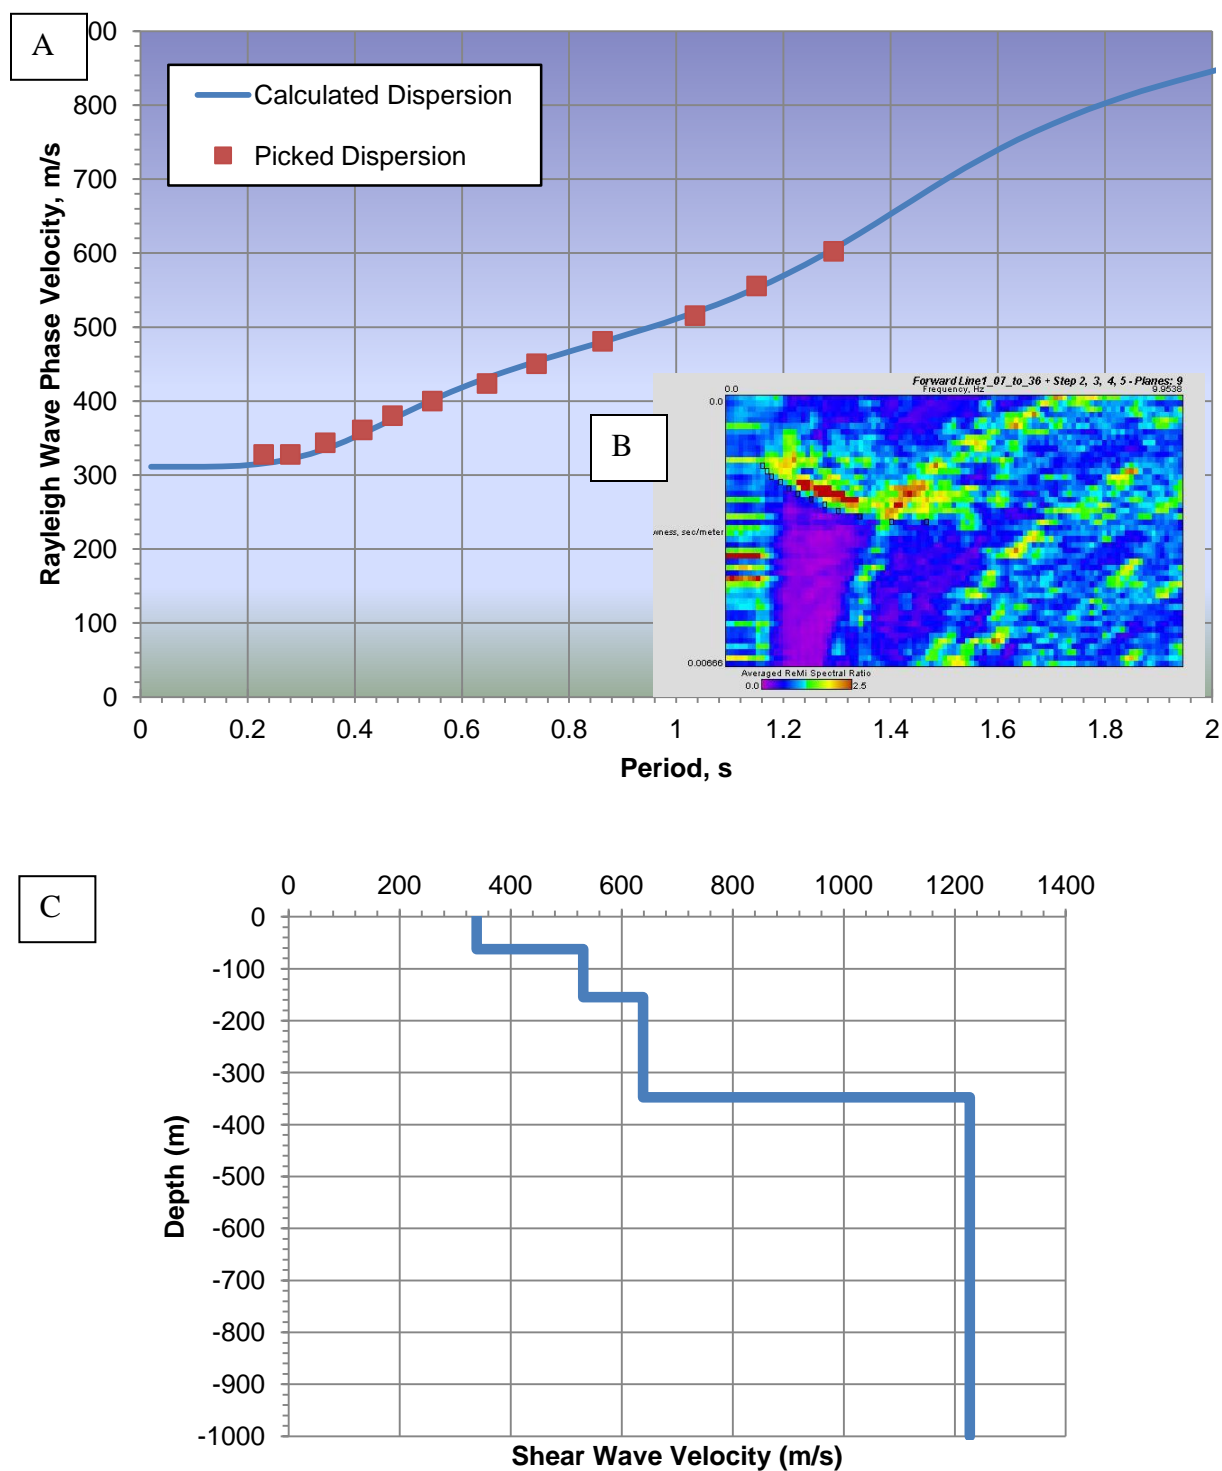 A
00
800
700
600
500
400
300
200
100
0
Rayleigh Wave Phase Velocity, m/s
Calculated Dispersion
Picked Dispersion
B
Forward Line1_07_to_36 + Step 2, 3, 4, 5 - Planes: 9
0.0
Frequency, Hz
9.9538
0.0
wness, sec/meter
0.00666
Averaged ReMi Spectral Ratio
0.0
2.5
0 0.2 0.4 0.6 0.8 1 1.2 1.4 1.6 1.8 2
Period, s
C
0 200 400 600 800 1000 1200 1400
0
-100
-200
-300
-400
-500
-600
-700
-800
-900
-1000
Depth (m)
Shear Wave Velocity (m/s)